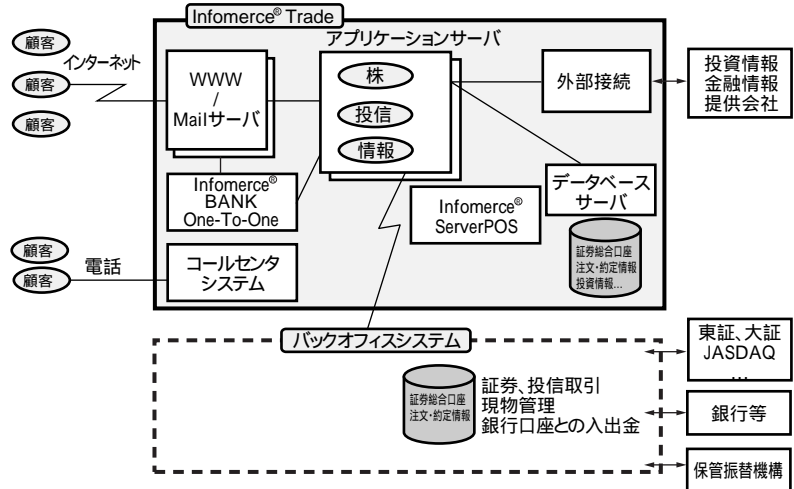 Infomerce® Trade
アプリケーションサーバ
顧客
インターネット
顧客
顧客
WWW
/
Mailサーバ
株
投信
情報
外部接続
投資情報
金融情報
提供会社
Infomerce®
BANK
One-To-One
Infomerce®
ServerPOS
データベース
サーバ
証券総合口座
注文・約定情報
投資情報...
顧客
顧客
電話
コールセンタ
システム
バックオフィスシステム
証券総合口座
注文・約定情報
証券、投信取引
現物管理
銀行口座との入出金
東証、大証
JASDAQ
...
銀行等
保管振替機構